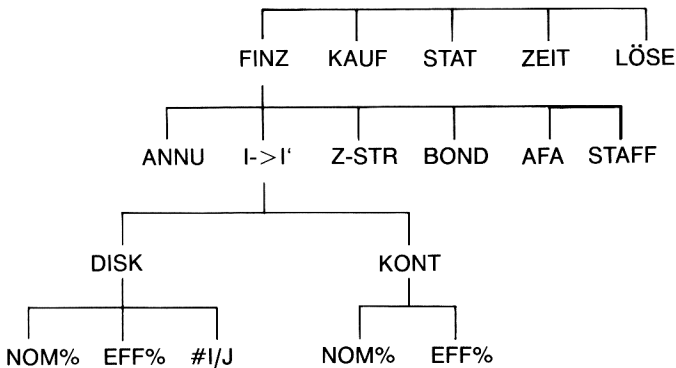 FINZ KAUF STAT ZEIT LÖSE
ANNU I->I‘ Z-STR BOND AFA STAFF
DISK KONT
NOM% EFF% #I/J NOM% EFF%